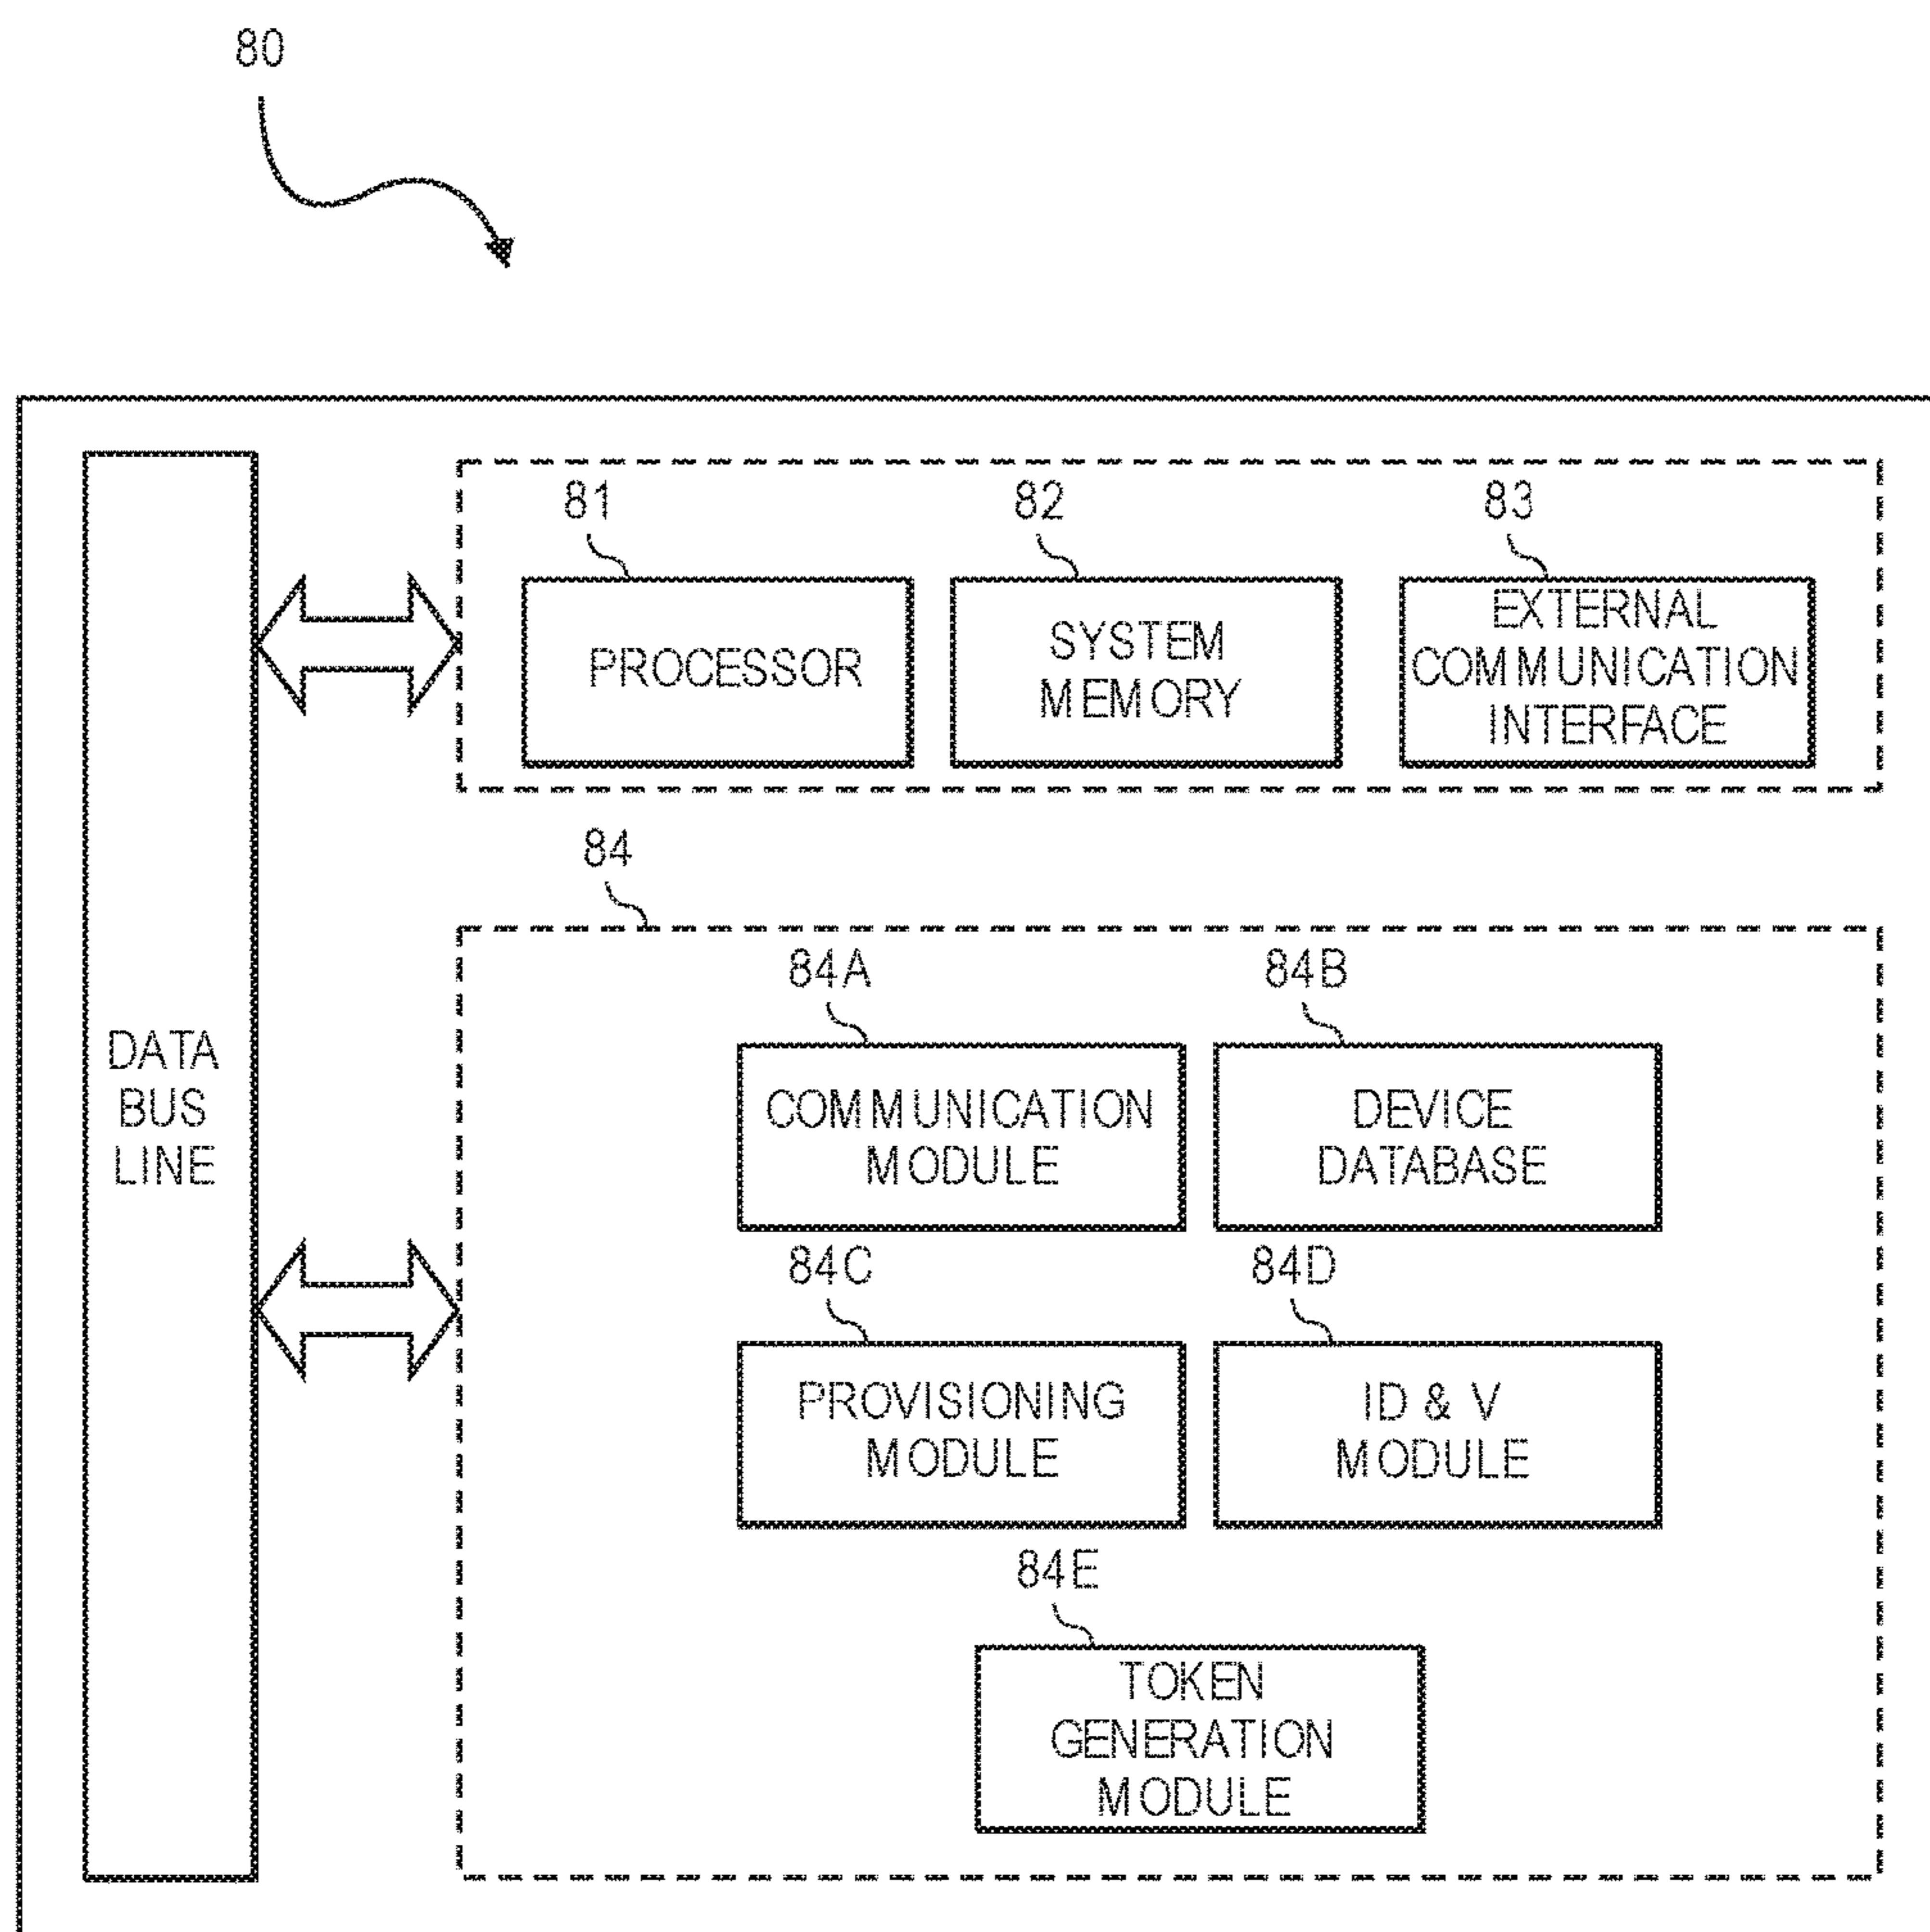 80
81
82
83
PROCESSOR
SYSTEM
MEMORY
EXTERNAL
COMMUNICATION
INTERFACE
DATA
BUS
LINE
84
84A
84B
COMMUNICATION
MODULE
DEVICE
DATABASE
84C
84D
PROVISIONING
MODULE
ID & V
MODULE
84E
TOKEN
GENERATION
MODULE